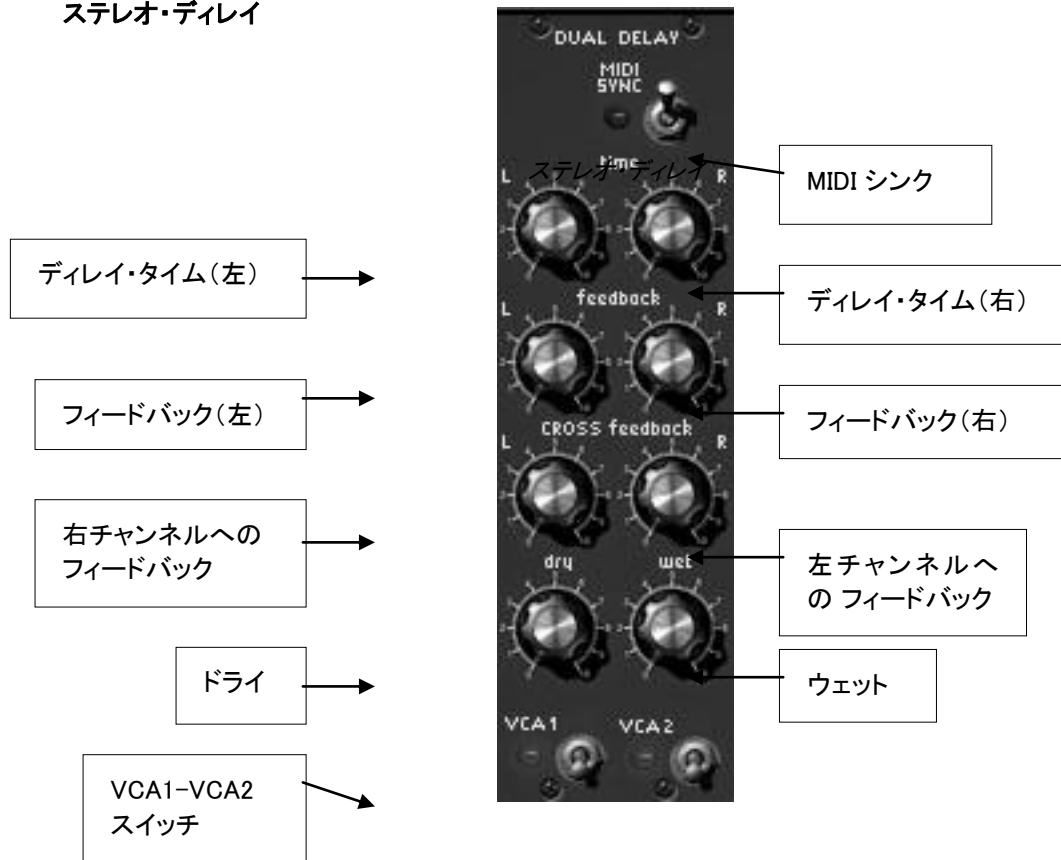 ステレオ・ディレイ
DUAL DELAY
MIDI
SYNC
time
ステレオ・ディレイ
L R
MIDI シンク
ディレイ・タイム（左）
ディレイ・タイム（右）
feedback
L R
フィードバック（左）
フィードバック（右）
CROSS feedback
L R
右チャンネルへの
フィードバック
左チャンネルへ
の フィードバック
dry wet
ドライ
ウェット
VCA1 VCA2
VCA1-VCA2
スイッチ